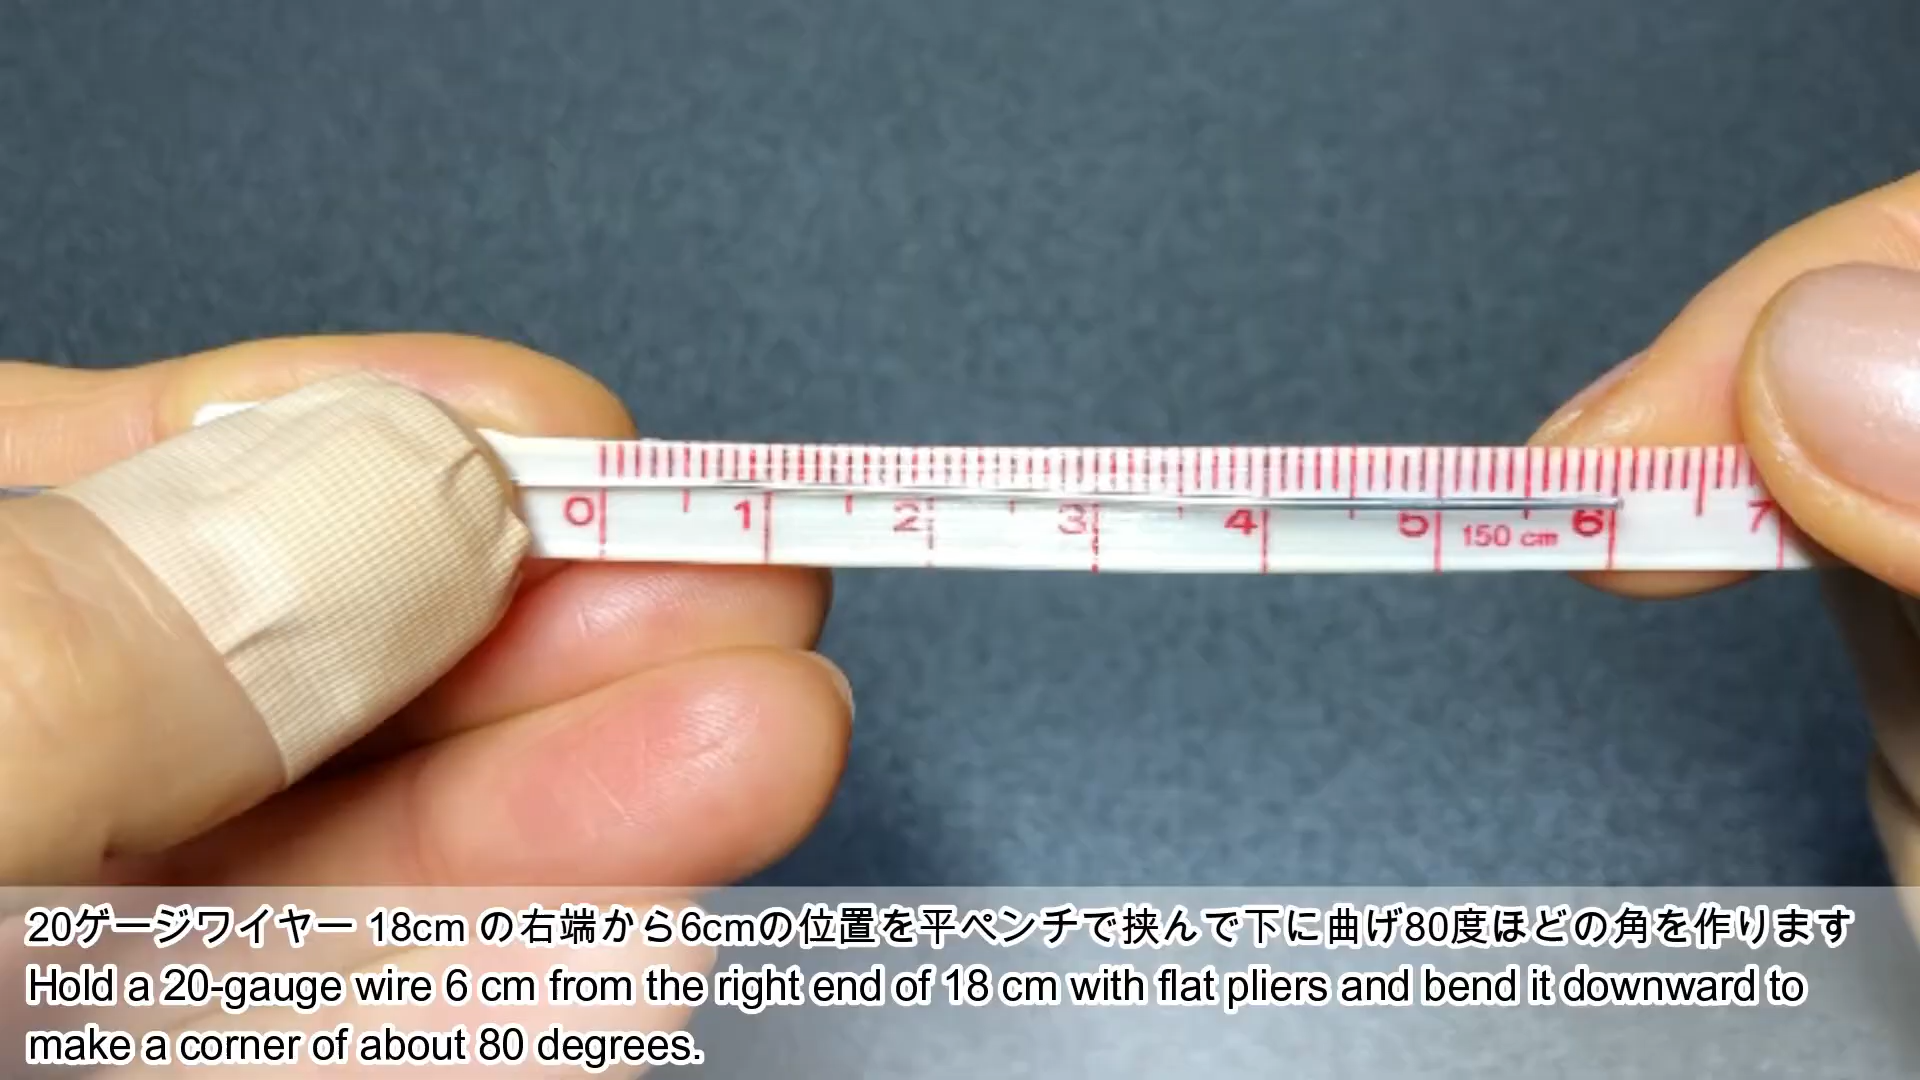 0 1 2 3 4 5 150 cm 6 7
20ゲージワイヤー 18cm の右端から6cmの位置を平ペンチで挟んで下に曲げ80度ほどの角を作ります
Hold a 20-gauge wire 6 cm from the right end of 18 cm with flat pliers and bend it downward to
make a corner of about 80 degrees.